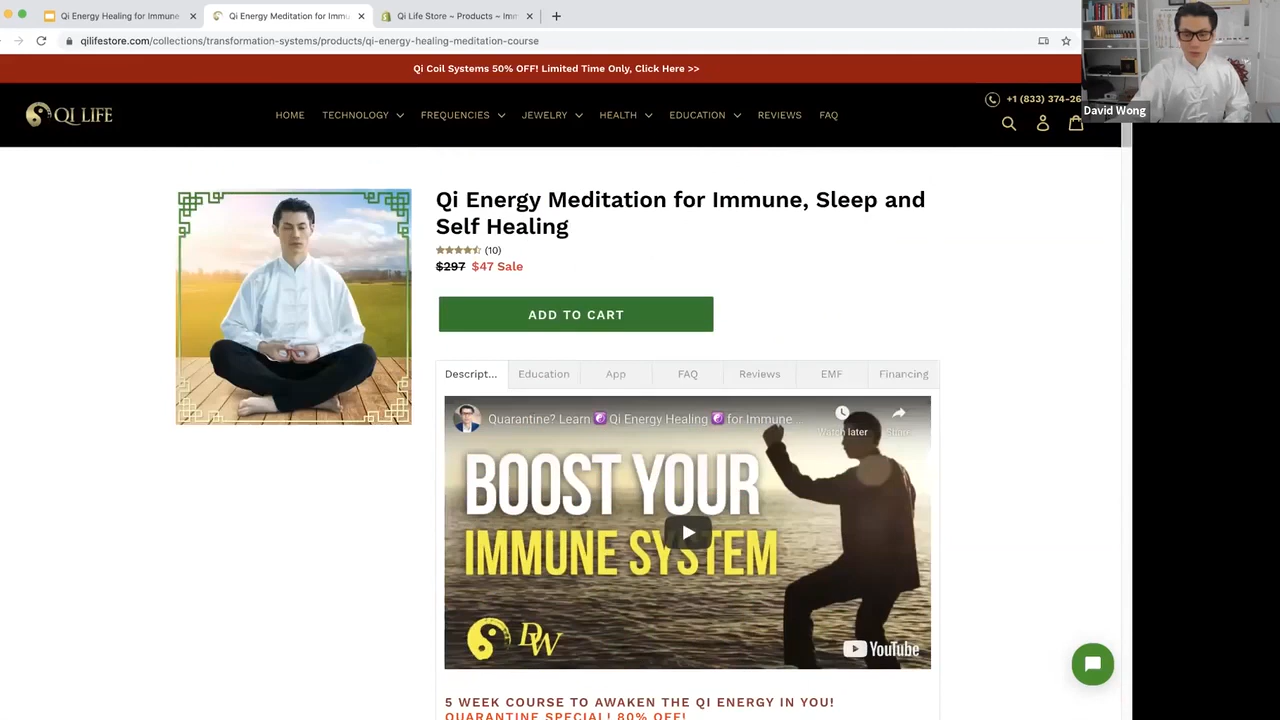 Qi Energy Healing for Immune
Qi Energy Meditation for Immu
Qi Life Store ~ Products ~ Imm
qilifestore.com/collections/transformation-systems/products/qi-energy-healing-meditation-course
Qi Coil Systems 50% OFF! Limited Time Only, Click Here >>
QI LIFE
HOME TECHNOLOGY FREQUENCIES JEWELRY HEALTH EDUCATION REVIEWS FAQ
+1 (833) 374-26
David Wong
Qi Energy Meditation for Immune, Sleep and
Self Healing
(10)
$297 $47 Sale
ADD TO CART
Descript... Education App FAQ Reviews EMF Financing
Quarantine? Learn ☯ Qi Energy Healing ☯ for Immune...
Watch later Share
BOOST YOUR
IMMUNE SYSTEM
DW
YouTube
5 WEEK COURSE TO AWAKEN THE QI ENERGY IN YOU!
QUARANTINE SPECIAL! 80% OFF!